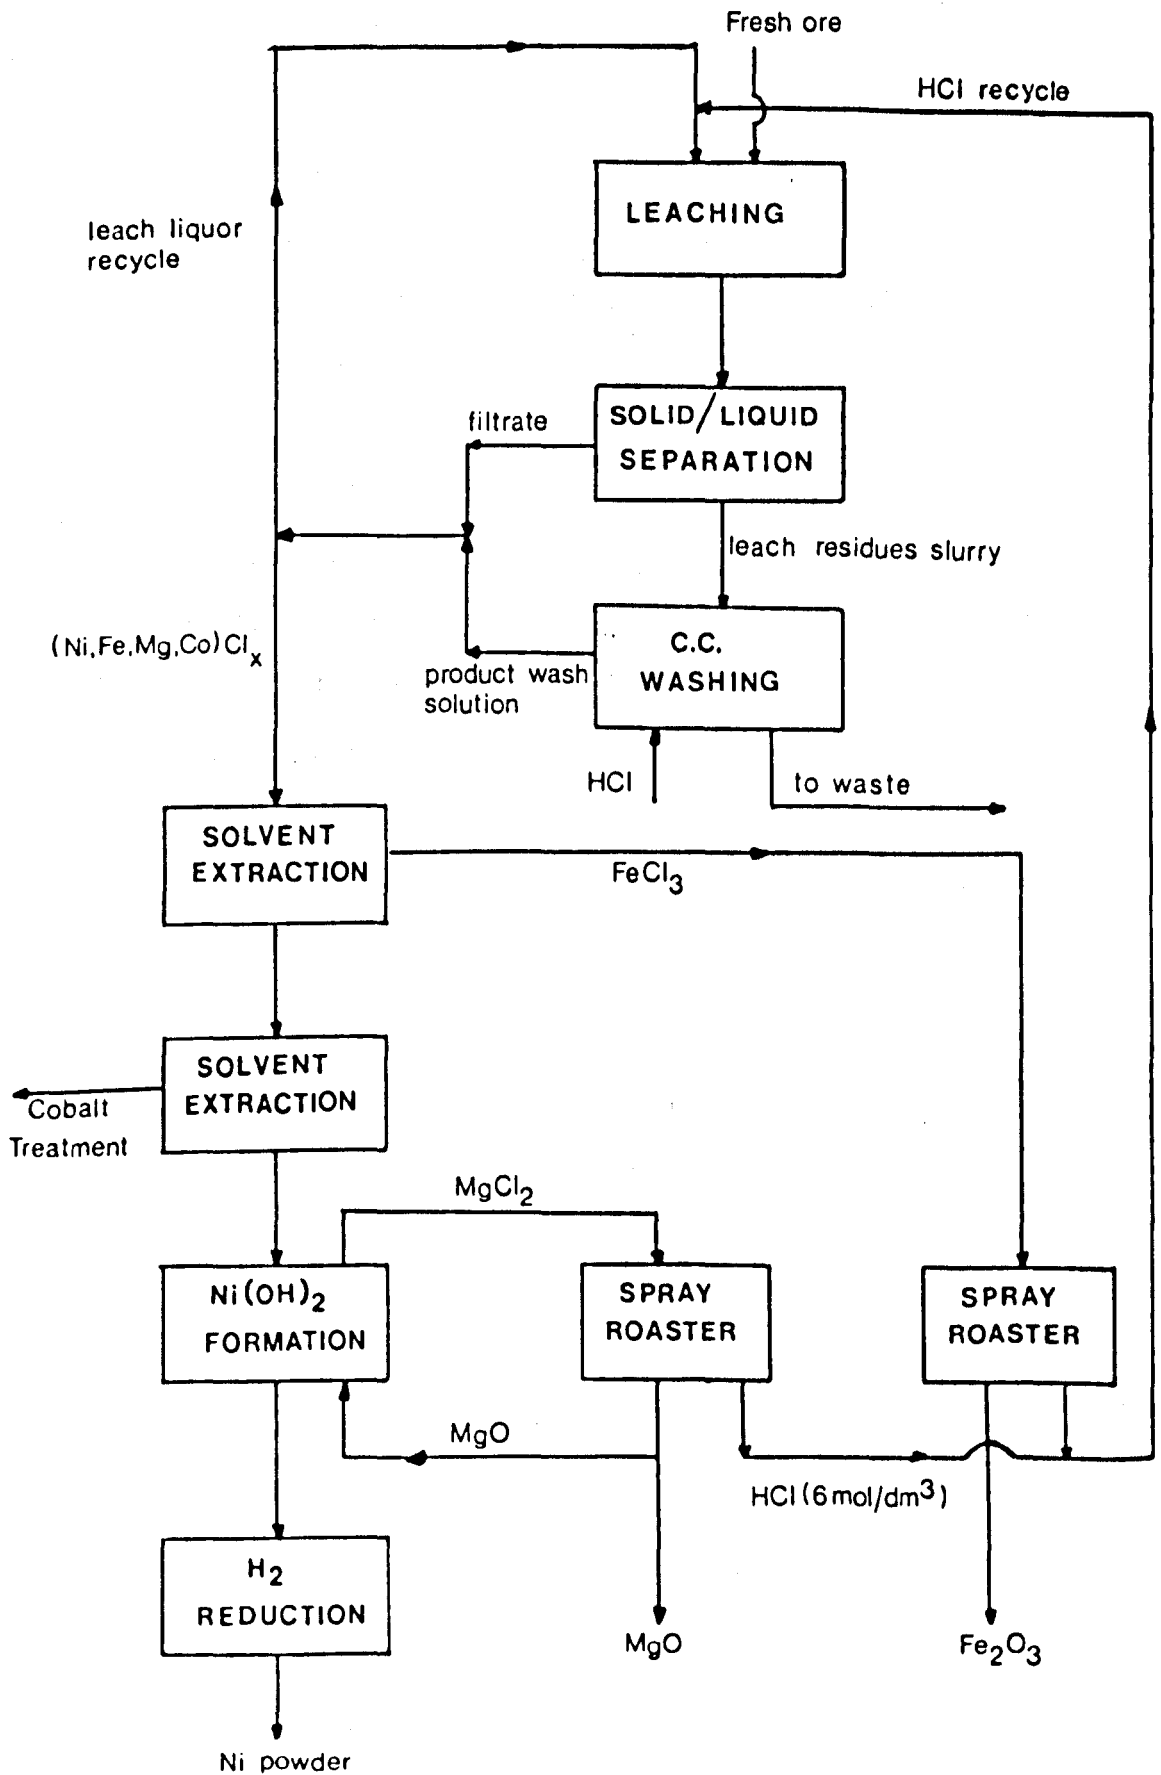 Fresh ore
HCl recycle
LEACHING
leach liquor
recycle
SOLID/LIQUID
SEPARATION
filtrate
leach residues slurry
(Ni,Fe,Mg,Co)Clx
C.C.
WASHING
product wash
solution
HCl
to waste
SOLVENT
EXTRACTION
FeCl3
SOLVENT
EXTRACTION
Cobalt
Treatment
MgCl2
Ni(OH)2
FORMATION
SPRAY
ROASTER
SPRAY
ROASTER
MgO
HCl(6mol/dm3)
H2
REDUCTION
MgO
Fe2O3
Ni powder